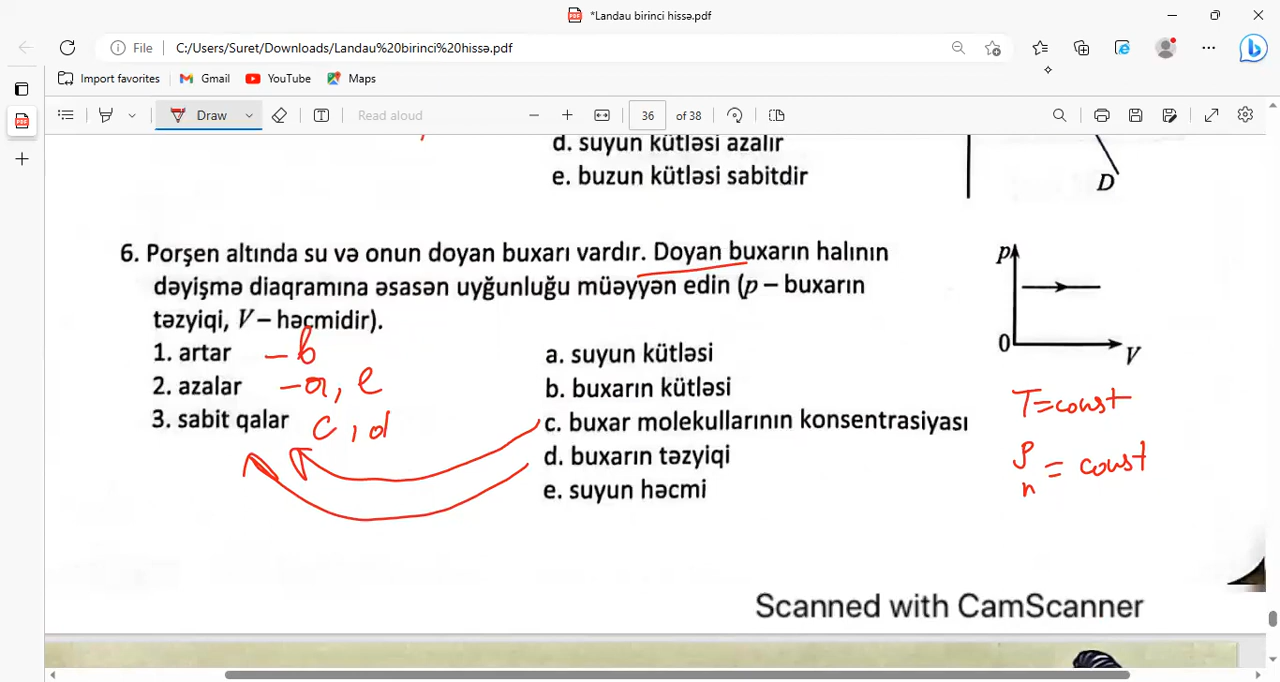 *Landau birinci hissə.pdf
File C:/Users/Suret/Downloads/Landau%20birinci%20hissə.pdf
Import favorites Gmail YouTube Maps
Draw Read aloud 36 of 38
d. suyun kütləsi azalır
e. buzun kütləsi sabitdir
D
6. Porşen altında su və onun doyan buxarı vardır. Doyan buxarın halının
dəyişmə diaqramına əsasən uyğunluğu müəyyən edin (p – buxarın
təzyiqi, V – həcmidir).
1. artar – b
2. azalar – a, e
3. sabit qalar c, d
a. suyun kütləsi
b. buxarın kütləsi
c. buxar molekullarının konsentrasiyası
d. buxarın təzyiqi
e. suyun həcmi
p
0
V
T=const
ρ
n = const
Scanned with CamScanner